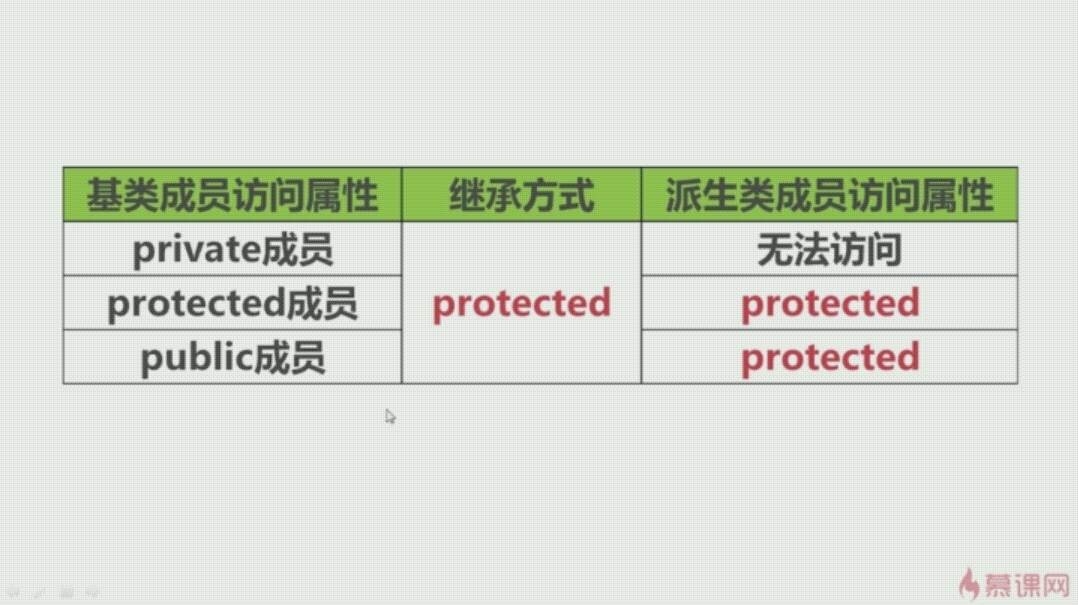 基类成员访问属性 继承方式 派生类成员访问属性
private成员 无法访问
protected成员 protected protected
public成员 protected
慕课网